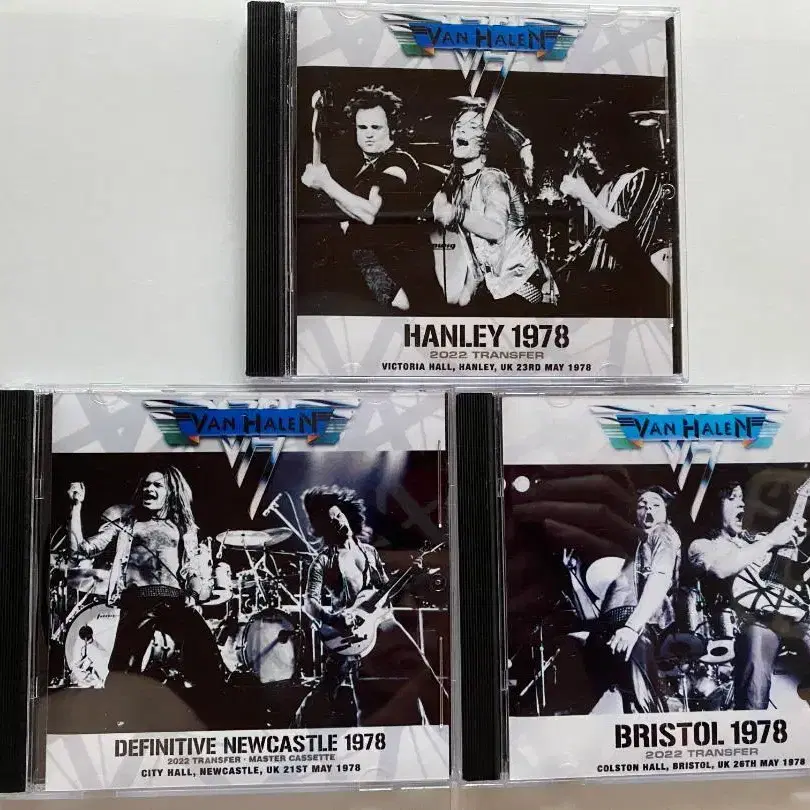 VAN HALEN
HANLEY 1978
2022 TRANSFER
VICTORIA HALL, HANLEY, UK 23RD MAY 1978
VAN HALEN
DEFINITIVE NEWCASTLE 1978
2022 TRANSFER · MASTER CASSETTE
CITY HALL, NEWCASTLE, UK 21ST MAY 1978
VAN HALEN
BRISTOL 1978
2022 TRANSFER
COLSTON HALL, BRISTOL, UK 26TH MAY 1978